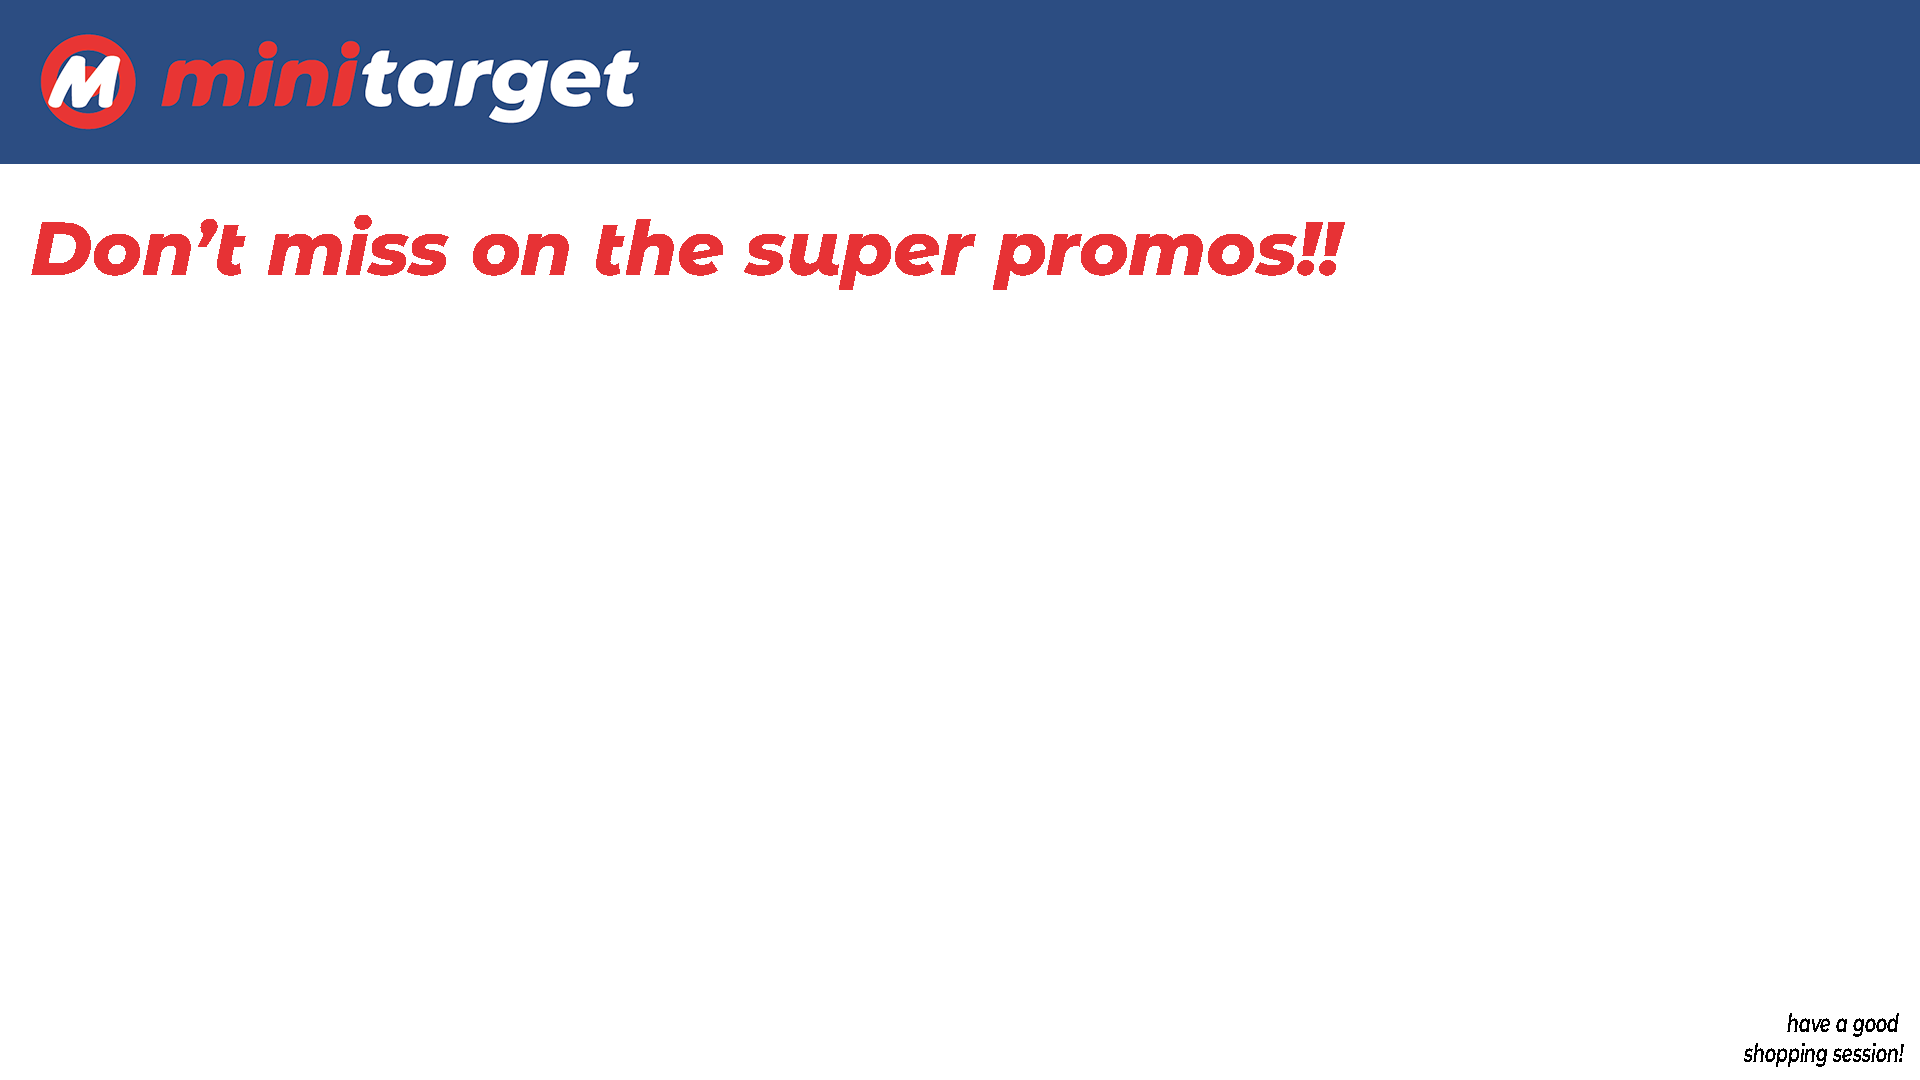 M minitarget
Don’t miss on the super promos!!
have a good
shopping session!